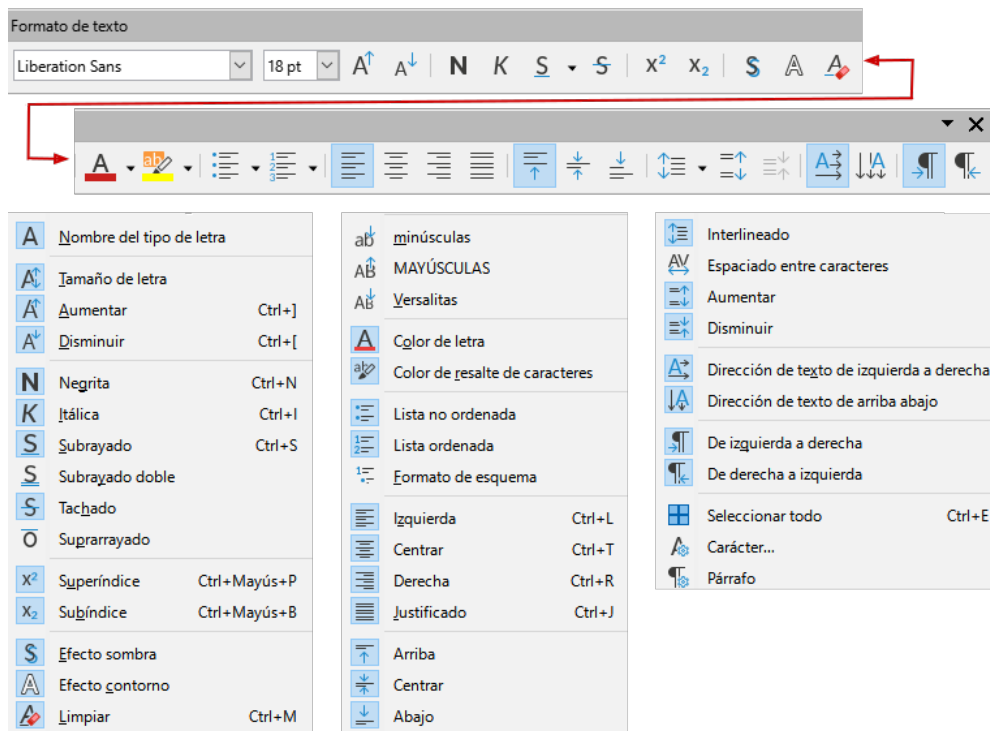 Formato de texto
Liberation Sans
18 pt
N K S S X² X₂ S A
A
Nombre del tipo de letra
Tamaño de letra
Aumentar Ctrl+]
Disminuir Ctrl+[
Negrita Ctrl+N
Itálica Ctrl+I
Subrayado Ctrl+S
Subrayado doble
Tachado
Suprarrayado
Superíndice Ctrl+Mayús+P
Subíndice Ctrl+Mayús+B
Efecto sombra
Efecto contorno
Limpiar Ctrl+M
minúsculas
MAYÚSCULAS
Versalitas
Color de letra
Color de resalte de caracteres
Lista no ordenada
Lista ordenada
Formato de esquema
Izquierda Ctrl+L
Centrar Ctrl+T
Derecha Ctrl+R
Justificado Ctrl+J
Arriba
Centrar
Abajo
Interlineado
Espaciado entre caracteres
Aumentar
Disminuir
Dirección de texto de izquierda a derecha
Dirección de texto de arriba abajo
De izquierda a derecha
De derecha a izquierda
Seleccionar todo Ctrl+E
Carácter...
Párrafo